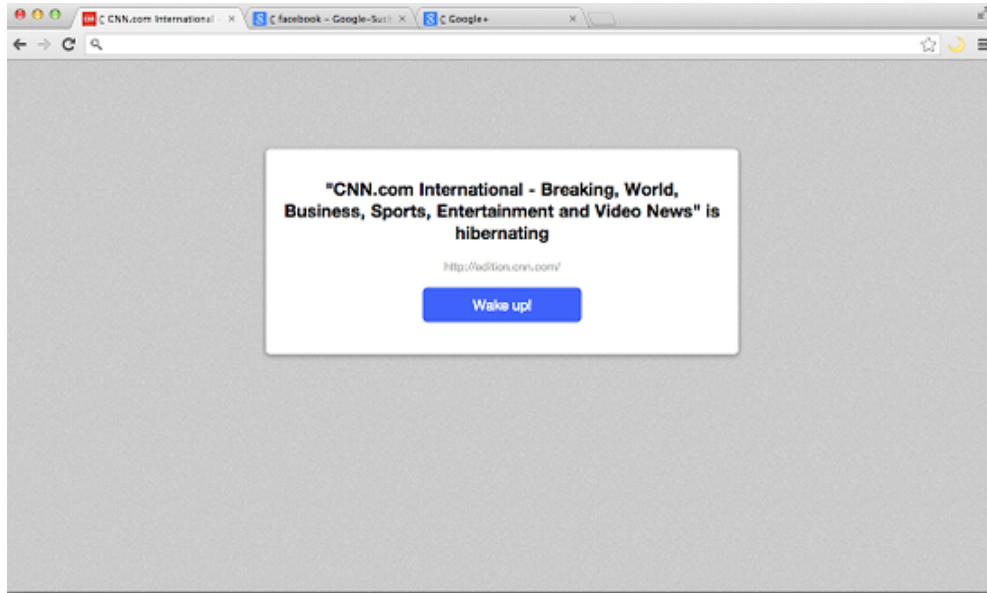 CNN.com International -
facebook - Google-Such
Google+
"CNN.com International - Breaking, World,
Business, Sports, Entertainment and Video News" is
hibernating
http://edition.cnn.com/
Wake up!